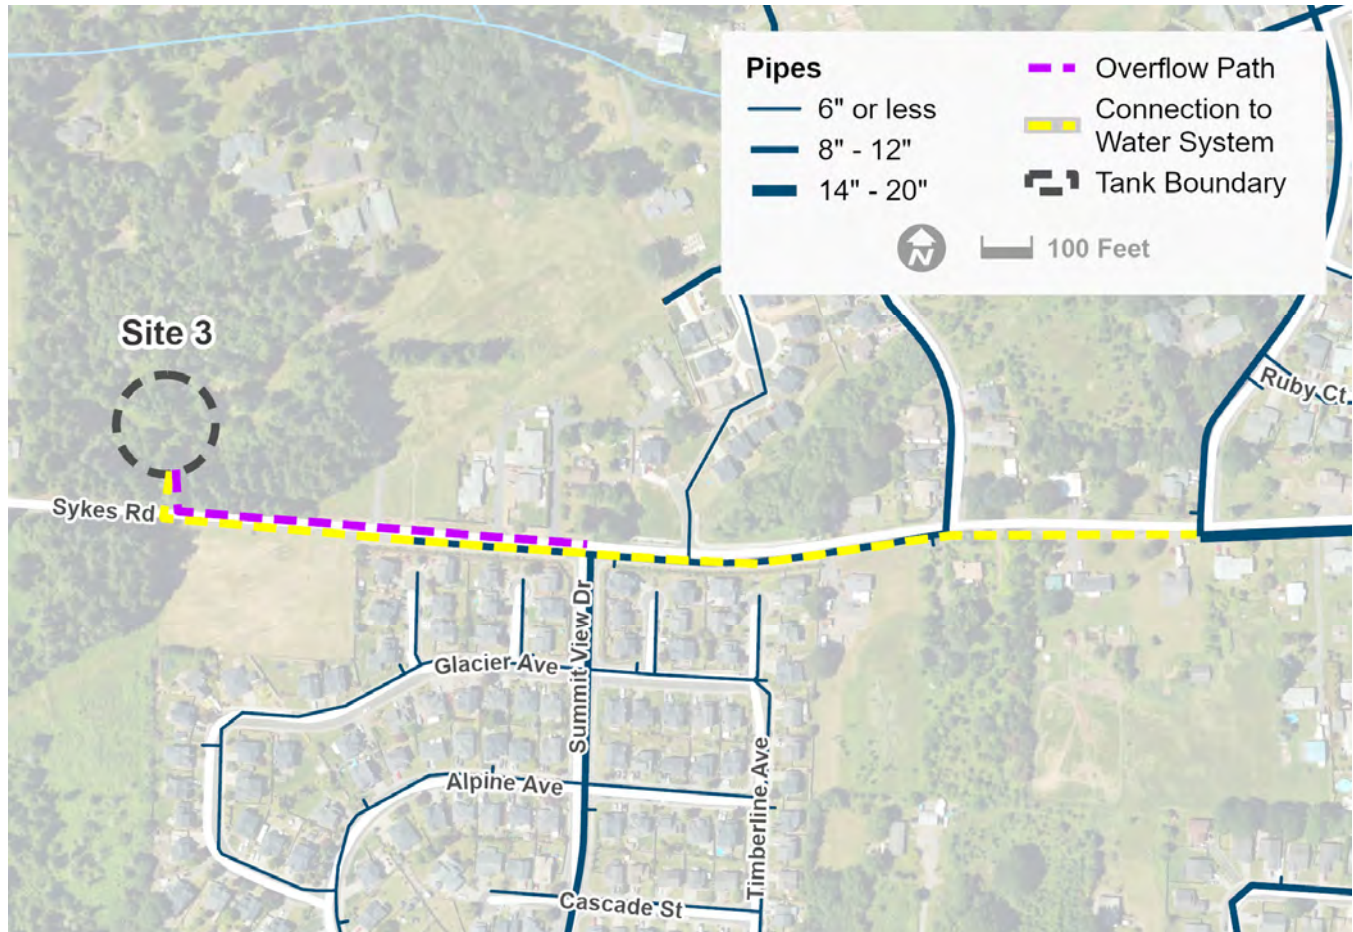 Pipes
6" or less
8" - 12"
14" - 20"
Overflow Path
Connection to
Water System
Tank Boundary
N
100 Feet
Site 3
Ruby Ct
Sykes Rd
Summit View Dr
Glacier Ave
Alpine Ave
Timberline Ave
Cascade St